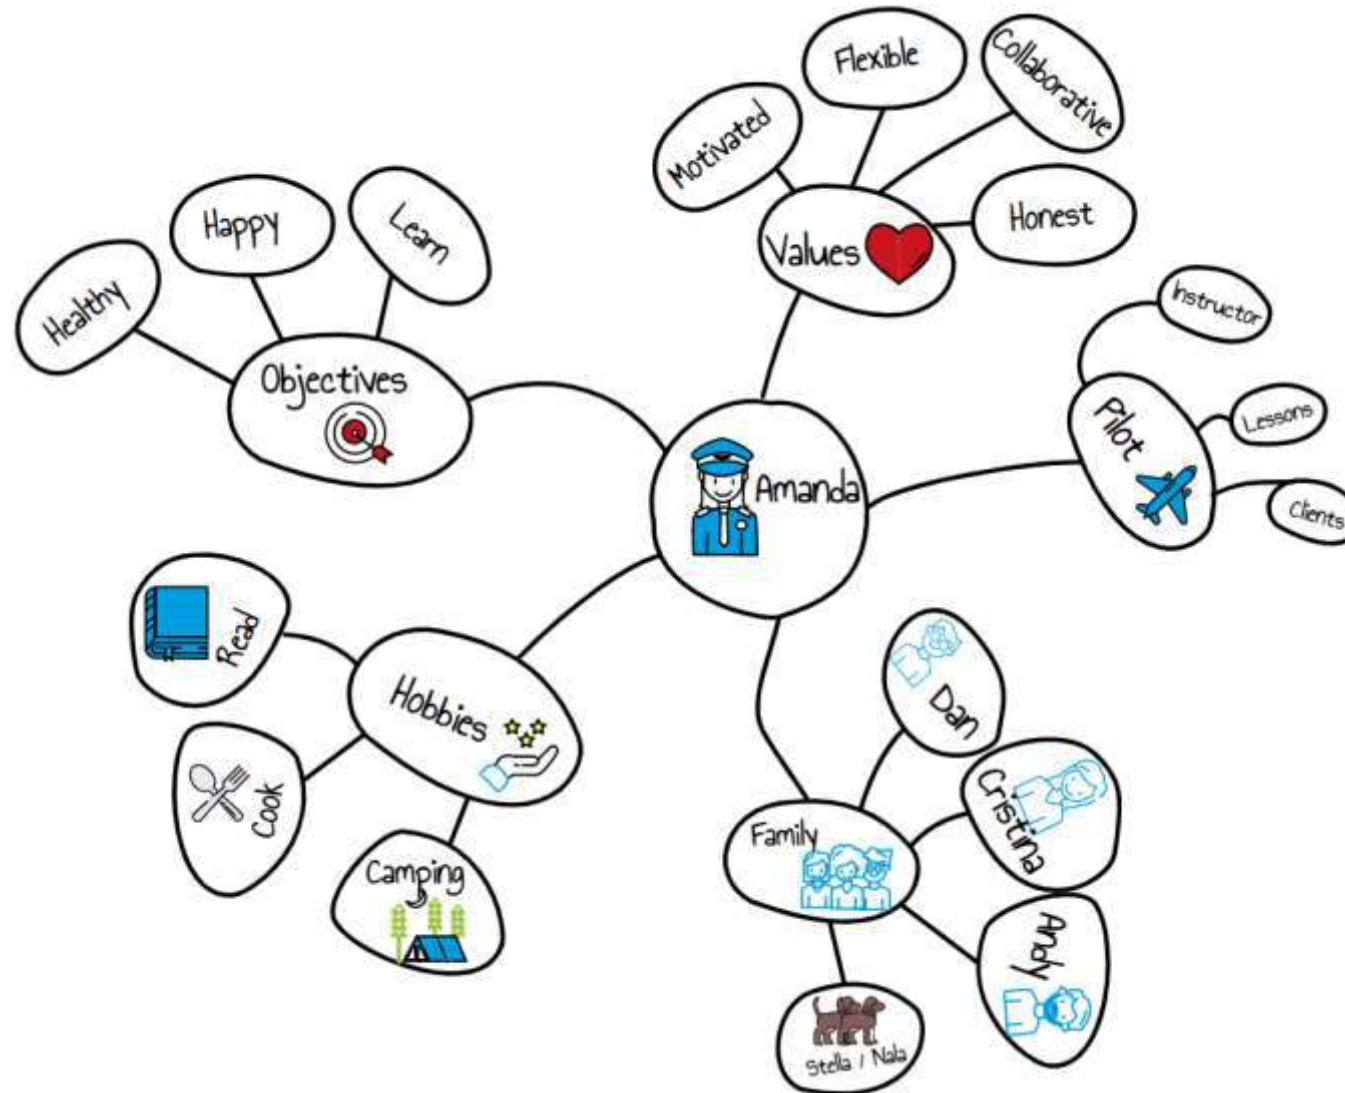 Flexible
Collaborative
Motivated
Honest
Values
Happy
Learn
Healthy
Objectives
Instructor
Pilot
Lessons
Clients
Amanda
Read
Hobbies
Cook
Camping
Dan
Cristina
Family
Andy
Stella / Nala